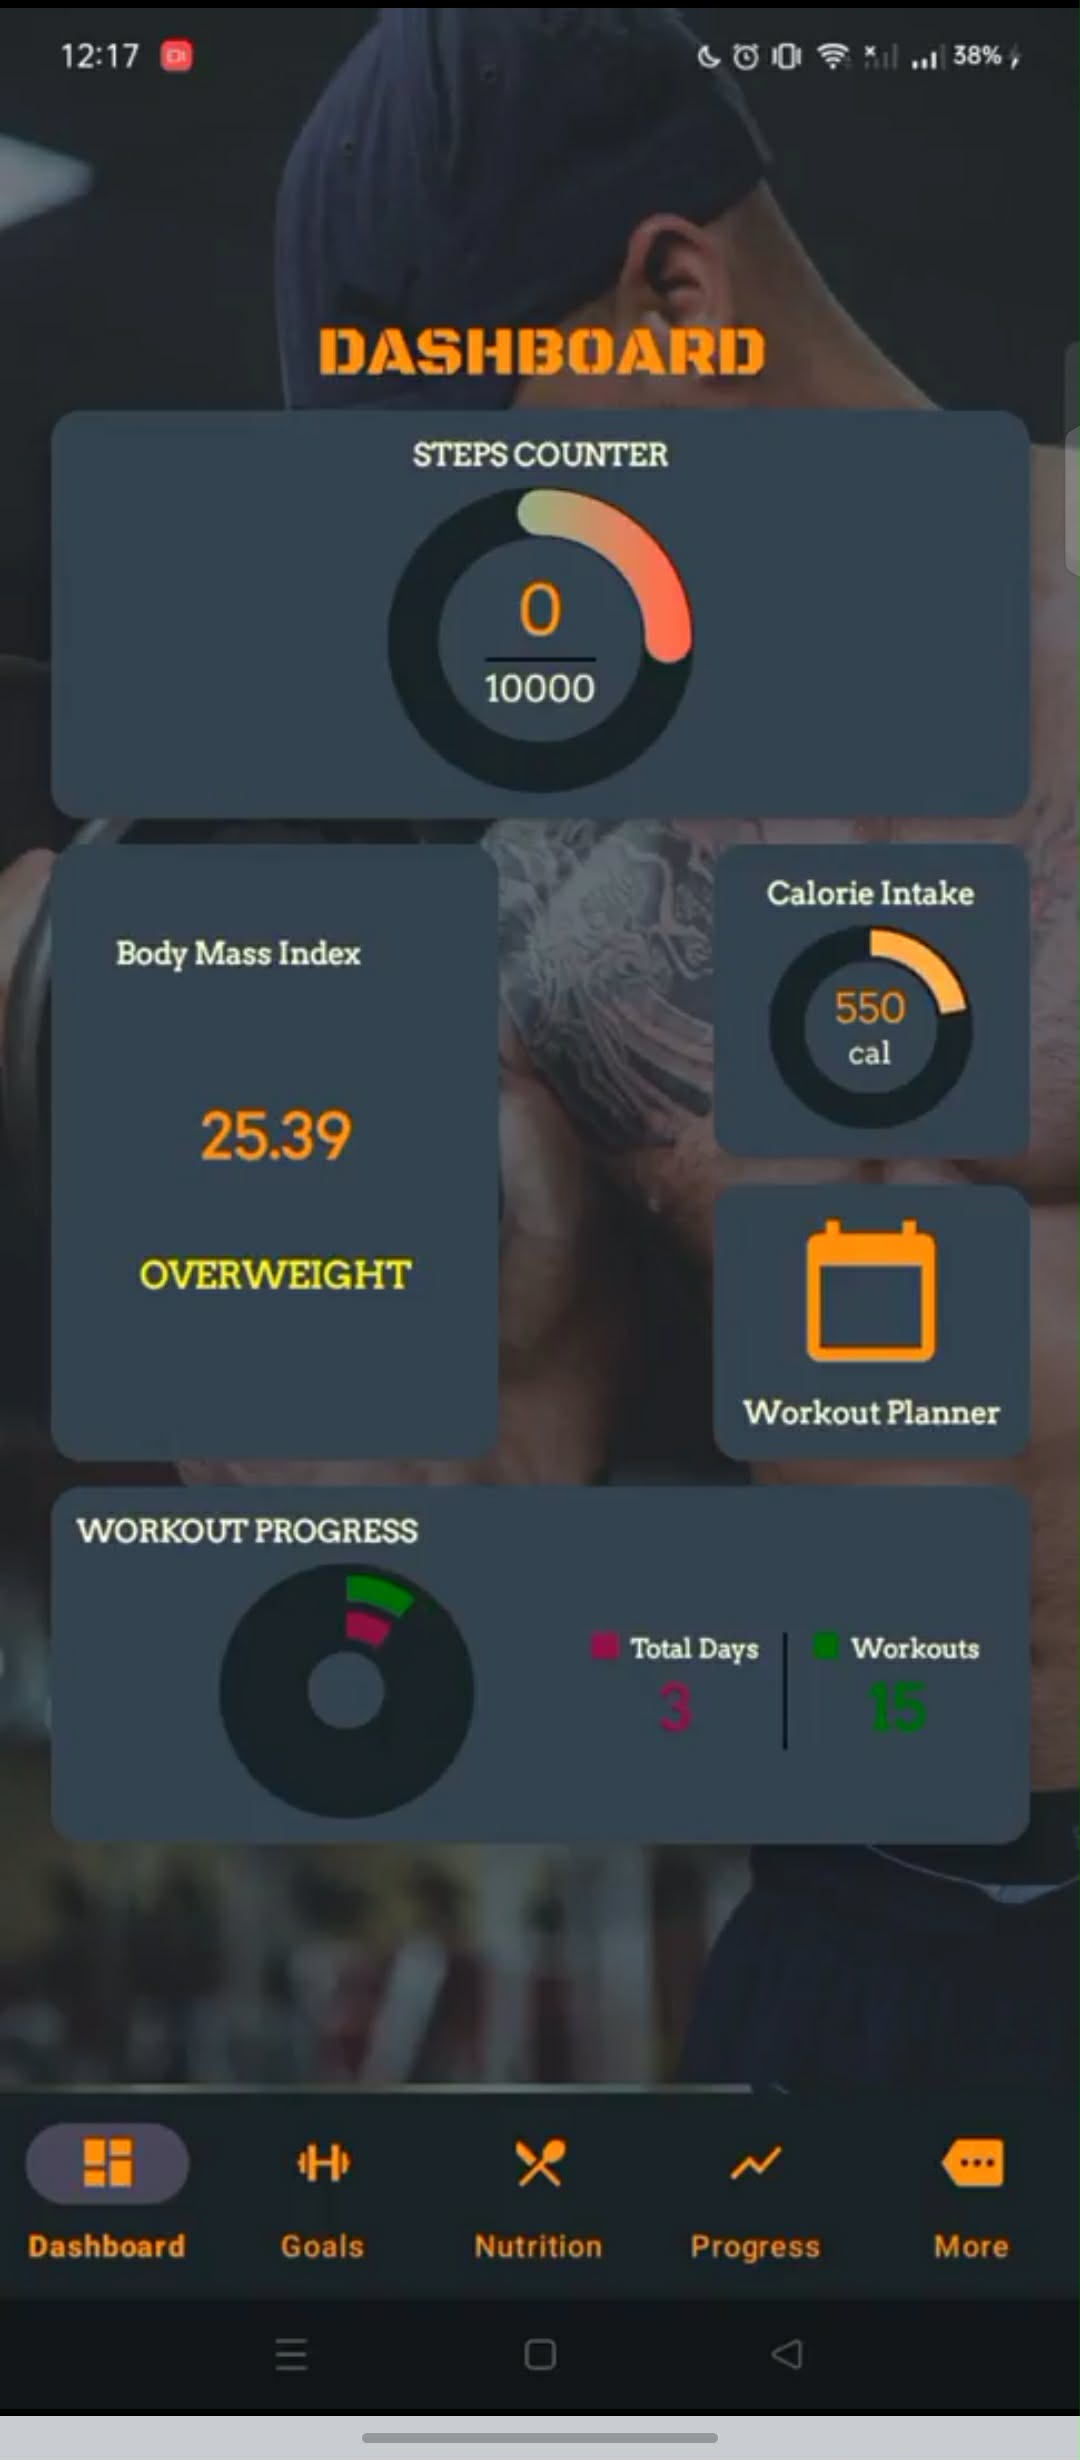 12:17
38%
DASHBOARD
STEPS COUNTER
0
10000
Body Mass Index
25.39
OVERWEIGHT
Calorie Intake
550
cal
Workout Planner
WORKOUT PROGRESS
Total Days
3
Workouts
15
Dashboard
Goals
Nutrition
Progress
More